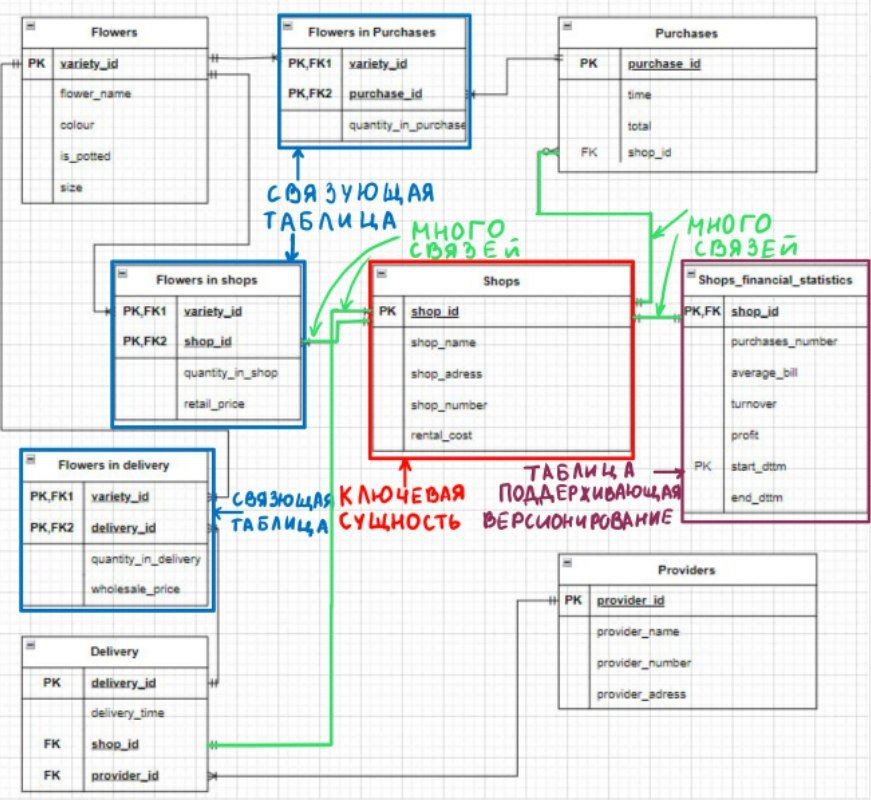 Flowers
PK variety_id
flower_name
colour
is_potted
size
Flowers in Purchases
PK,FK1 variety_id
PK,FK2 purchase_id
quantity_in_purchase
Purchases
PK purchase_id
time
total
FK shop_id
СВЯЗУЮЩАЯ
ТАБЛИЦА
МНОГО
СВЯЗЕЙ
МНОГО
СВЯЗЕЙ
Flowers in shops
PK,FK1 variety_id
PK,FK2 shop_id
quantity_in_shop
retail_price
Shops
PK shop_id
shop_name
shop_adress
shop_number
rental_cost
Shops_financial_statistics
PK,FK shop_id
purchases_number
average_bill
turnover
profit
PK start_dttm
end_dttm
Flowers in delivery
PK,FK1 variety_id
PK,FK2 delivery_id
quantity_in_delivery
wholesale_price
СВЯЗЮЩАЯ
ТАБЛИЦА
КЛЮЧЕВАЯ
СУЩНОСТЬ
ТАБЛИЦА
ПОДДЕРЖИВАЮЩАЯ
ВЕРСИОНИРОВАНИЕ
Providers
PK provider_id
provider_name
provider_number
provider_adress
Delivery
PK delivery_id
delivery_time
FK shop_id
FK provider_id